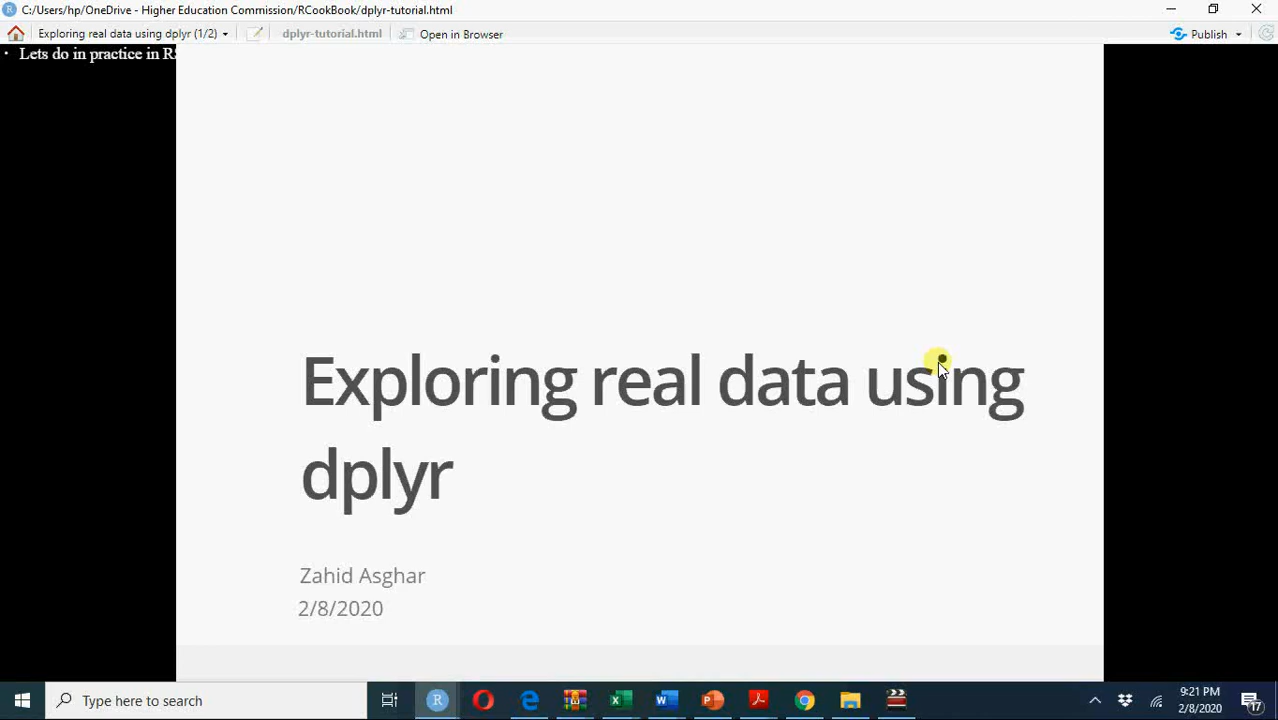 C:/Users/hp/OneDrive - Higher Education Commission/RCookBook/dplyr-tutorial.html
Exploring real data using dplyr (1/2)
dplyr-tutorial.html
Open in Browser
Publish
• Lets do in practice in
Exploring real data using
dplyr
Zahid Asghar
2/8/2020
Type here to search
9:21 PM
2/8/2020
17